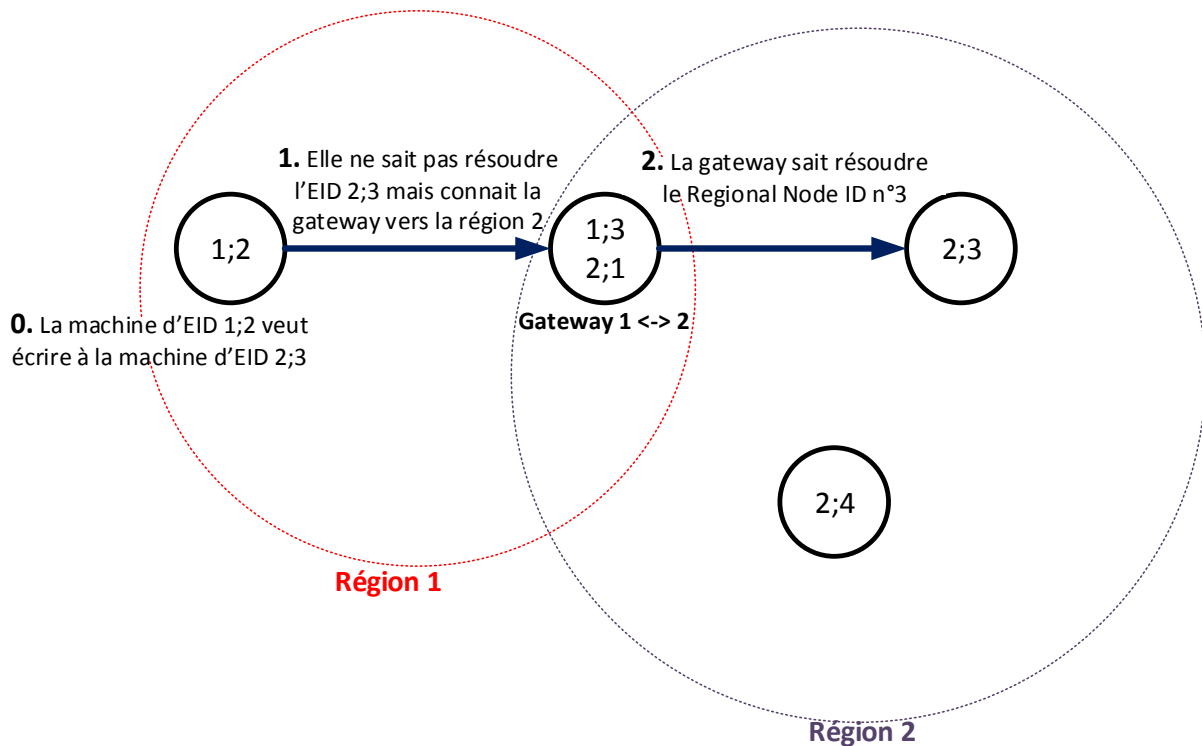 1. Elle ne sait pas résoudre
l'EID 2;3 mais connait la
gateway vers la région 2
2. La gateway sait résoudre
le Regional Node ID n°3
1;2
1;3
2;1
2;3
Gateway 1 <-> 2
0. La machine d'EID 1;2 veut
écrire à la machine d'EID 2;3
2;4
Région 1
Région 2